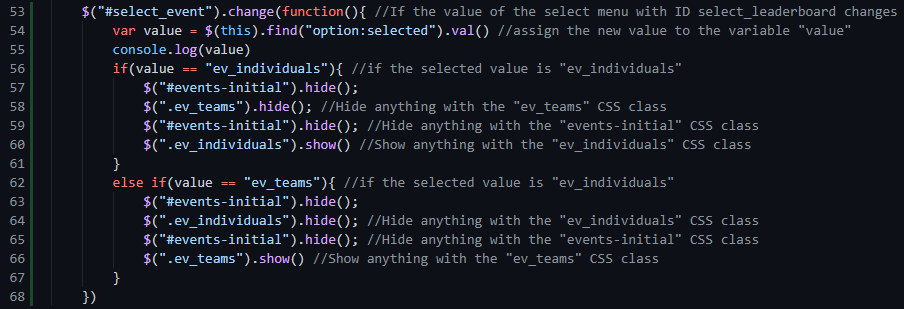 53 $("#select_event").change(function(){ //If the value of the select menu with ID select_leaderboard changes
54 var value = $(this).find("option:selected").val() //assign the new value to the variable "value"
55 console.log(value)
56 if(value == "ev_individuals"){ //if the selected value is "ev_individuals"
57 $("#events-initial").hide();
58 $(".ev_teams").hide(); //Hide anything with the "ev_teams" CSS class
59 $("#events-initial").hide(); //Hide anything with the "events-initial" CSS class
60 $(".ev_individuals").show() //Show anything with the "ev_individuals" CSS class
61 }
62 else if(value == "ev_teams"){ //if the selected value is "ev_individuals"
63 $("#events-initial").hide();
64 $(".ev_individuals").hide(); //Hide anything with the "ev_individuals" CSS class
65 $("#events-initial").hide(); //Hide anything with the "events-initial" CSS class
66 $(".ev_teams").show() //Show anything with the "ev_teams" CSS class
67 }
68 })